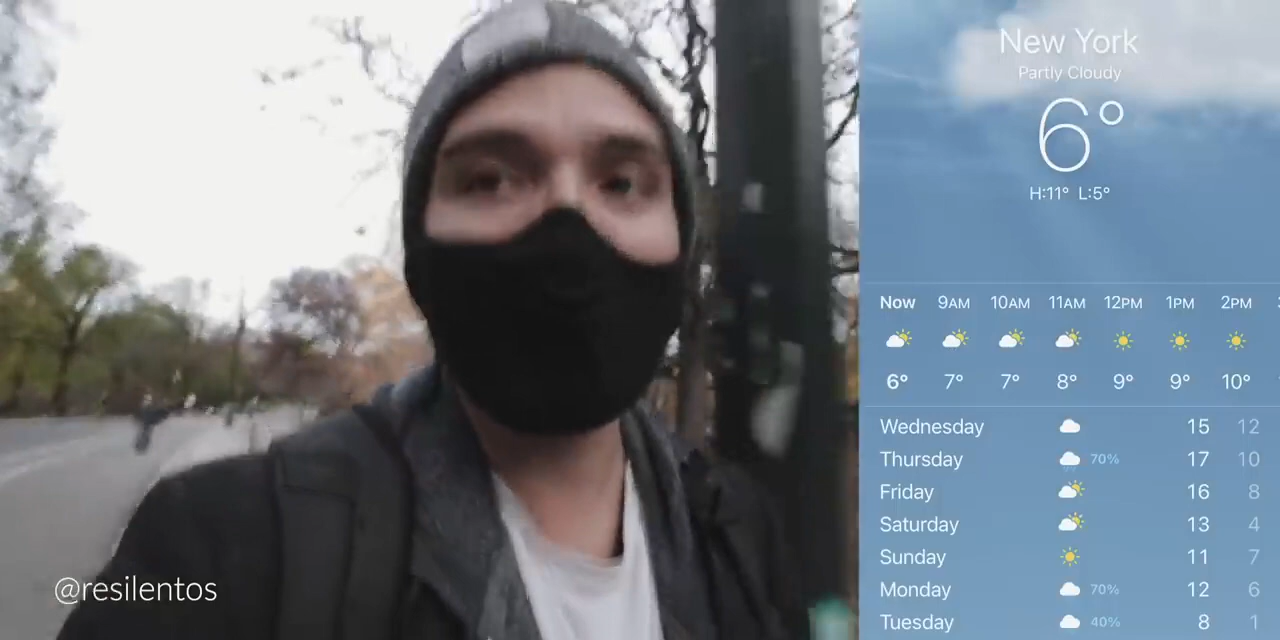 @resilentos
New York
Partly Cloudy
6°
H:11° L:5°
Now 9AM 10AM 11AM 12PM 1PM 2PM
6° 7° 7° 8° 9° 9° 10°
Wednesday 15 12
Thursday 70% 17 10
Friday 16 8
Saturday 13 4
Sunday 11 7
Monday 70% 12 6
Tuesday 40% 8 1